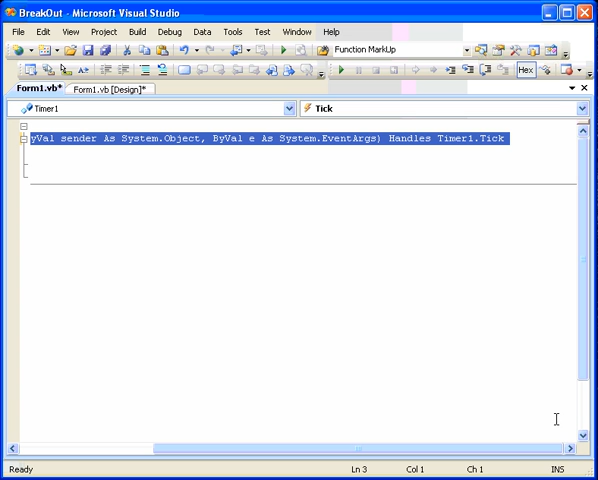 BreakOut - Microsoft Visual Studio
File Edit View Project Build Debug Data Tools Test Window Help
Function MarkUp
Hex
Form1.vb* Form1.vb [Design]*
Timer1 Tick
yVal sender As System.Object, ByVal e As System.EventArgs) Handles Timer1.Tick
Ready Ln 3 Col 1 Ch 1 INS